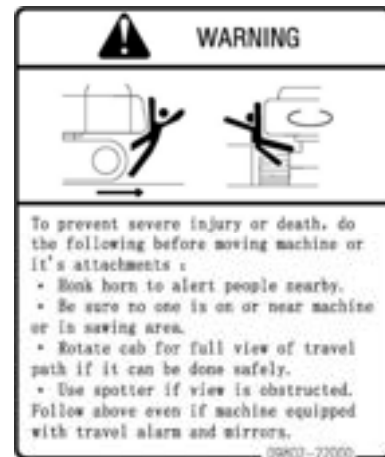 WARNING
To prevent severe injury or death, do
the following before moving machine or
it's attachments :
• Honk horn to alert people nearby.
• Be sure no one is on or near machine
or in swing area.
• Rotate cab for full view of travel
path if it can be done safely.
• Use spotter if view is obstructed.
Follow above even if machine equipped
with travel alarm and mirrors.
09802-22000